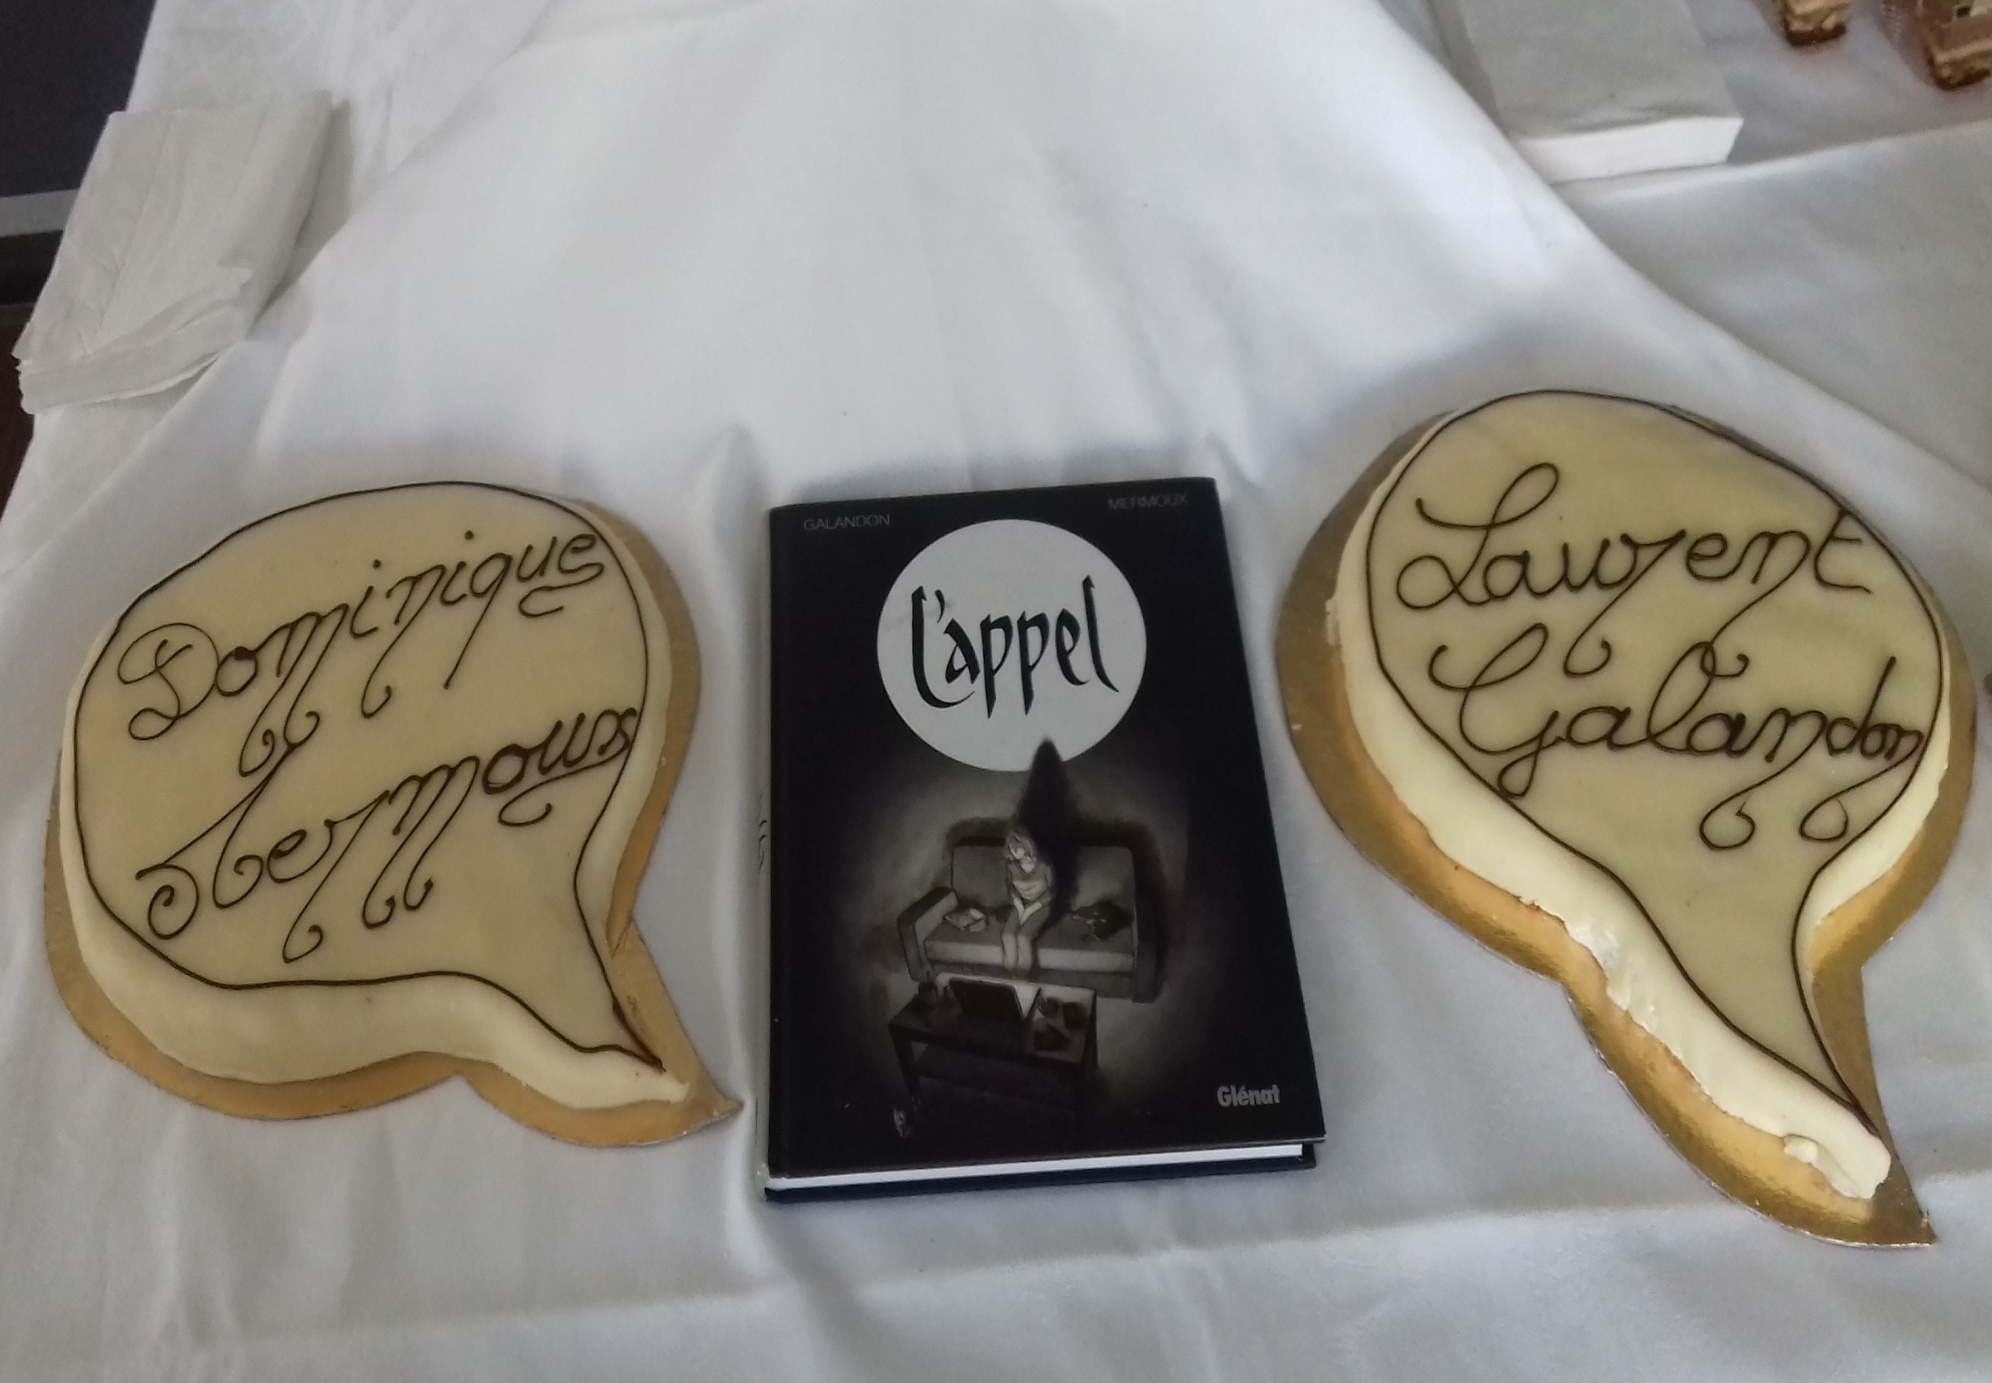 Dominique
Mermoux
GALANDON
MERMOUX
l'appel
Glénat
Laurent
Galandon